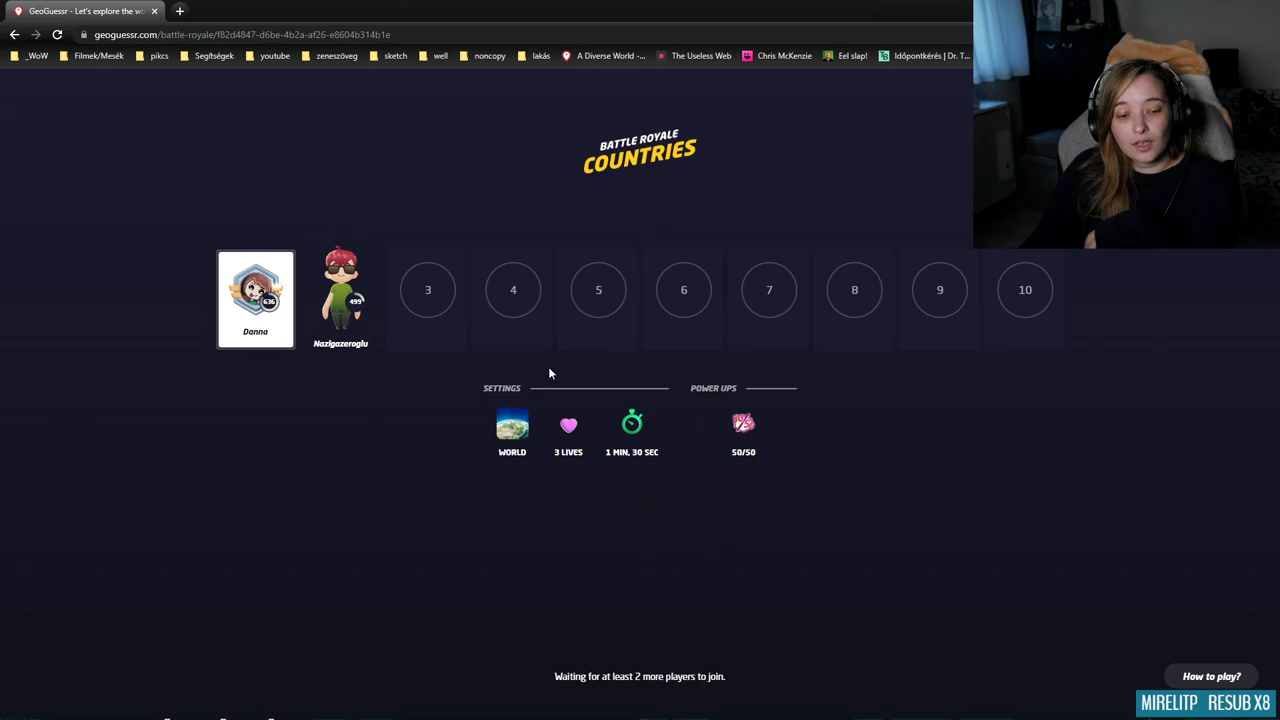 GeoGuessr - Let's explore the wo
geoguessr.com/battle-royale/f82d4847-d6be-4b2a-af26-e8604b314b1e
_WoW
Filmek/Mesék
pikcs
Segítségek
youtube
zeneszöveg
sketch
well
noncopy
lakás
A Diverse World -...
The Useless Web
Chris McKenzie
Eel slap!
Időpontkérés | Dr. T...
BATTLE ROYALE
COUNTRIES
636
499
3
4
5
6
7
8
9
10
Danna
Nazlgazeroglu
SETTINGS
POWER UPS
50/50
WORLD
3 LIVES
1 MIN, 30 SEC
50/50
Waiting for at least 2 more players to join.
How to play?
MIRELITP RESUB X8